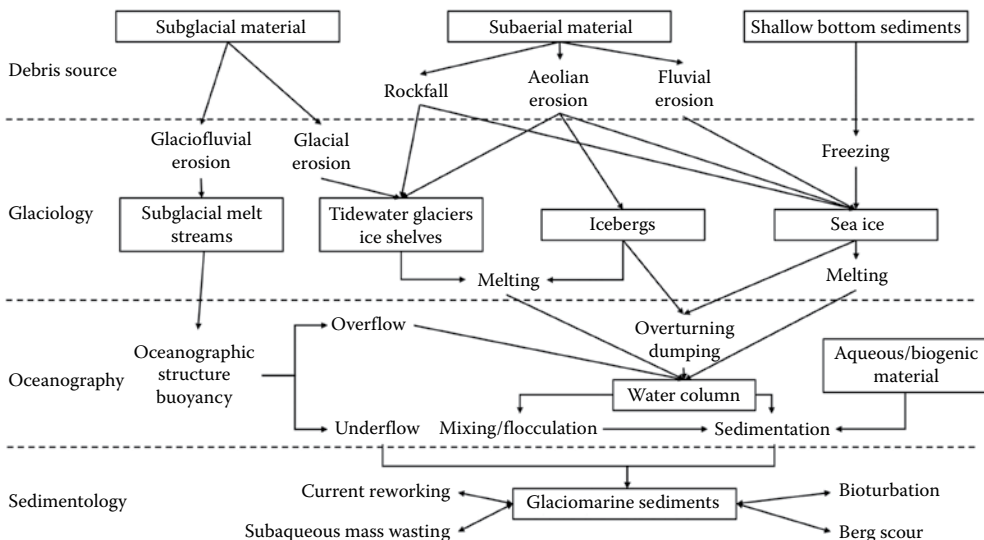 Subglacial material
Subaerial material
Shallow bottom sediments
Debris source
Rockfall
Aeolian
erosion
Fluvial
erosion
Glaciofluvial
erosion
Glacial
erosion
Freezing
Glaciology
Subglacial melt
streams
Tidewater glaciers
ice shelves
Icebergs
Sea ice
Melting
Melting
Overflow
Overturning
dumping
Oceanography
Oceanographic
structure
buoyancy
Aqueous/biogenic
material
Water column
Underflow
Mixing/flocculation
Sedimentation
Sedimentology
Current reworking
Subaqueous mass wasting
Glaciomarine sediments
Bioturbation
Berg scour